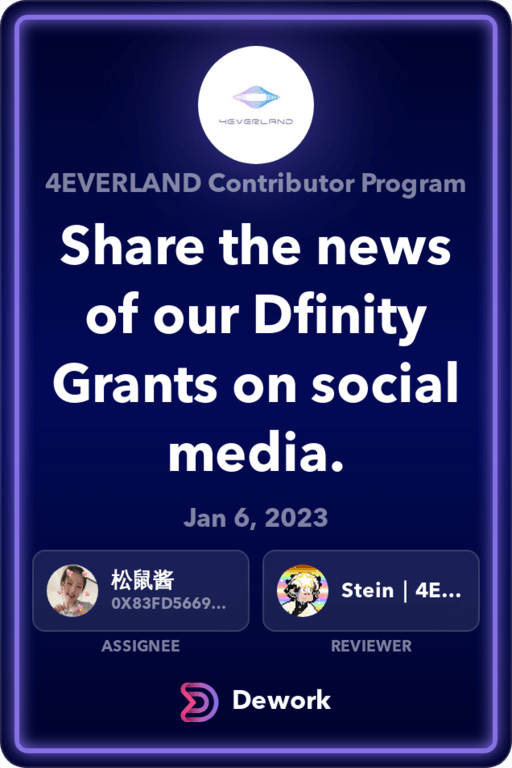 4EVERLAND
4EVERLAND Contributor Program
Share the news
of our Dfinity
Grants on social
media.
Jan 6, 2023
松鼠酱
0X83FD5669...
Stein | 4E...
ASSIGNEE
REVIEWER
Dework